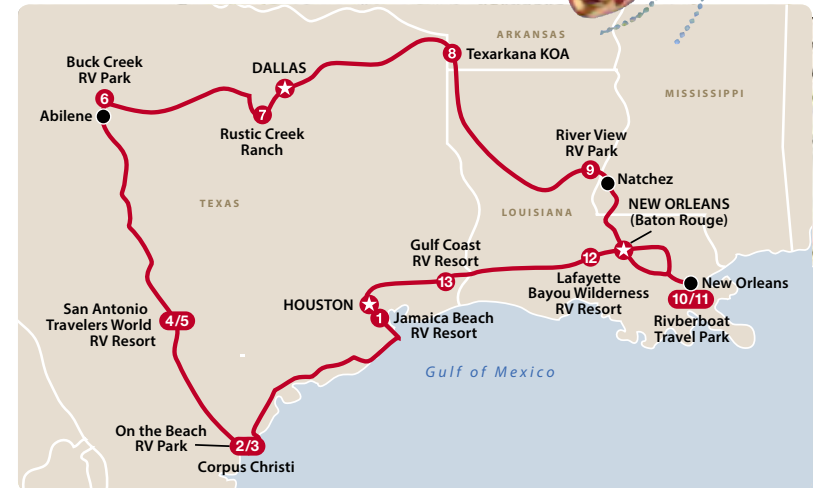 ARKANSAS
Buck Creek
RV Park
6
Abilene
DALLAS
7
Rustic Creek
Ranch
8
Texarkana KOA
MISSISSIPPI
River View
RV Park
9
Natchez
TEXAS
LOUISIANA
NEW ORLEANS
(Baton Rouge)
Gulf Coast
RV Resort
13
12
Lafayette
Bayou Wilderness
RV Resort
New Orleans
10/11
Rivberboat
Travel Park
HOUSTON
1
Jamaica Beach
RV Resort
San Antonio
Travelers World
RV Resort
4/5
Gulf of Mexico
On the Beach
RV Park
2/3
Corpus Christi